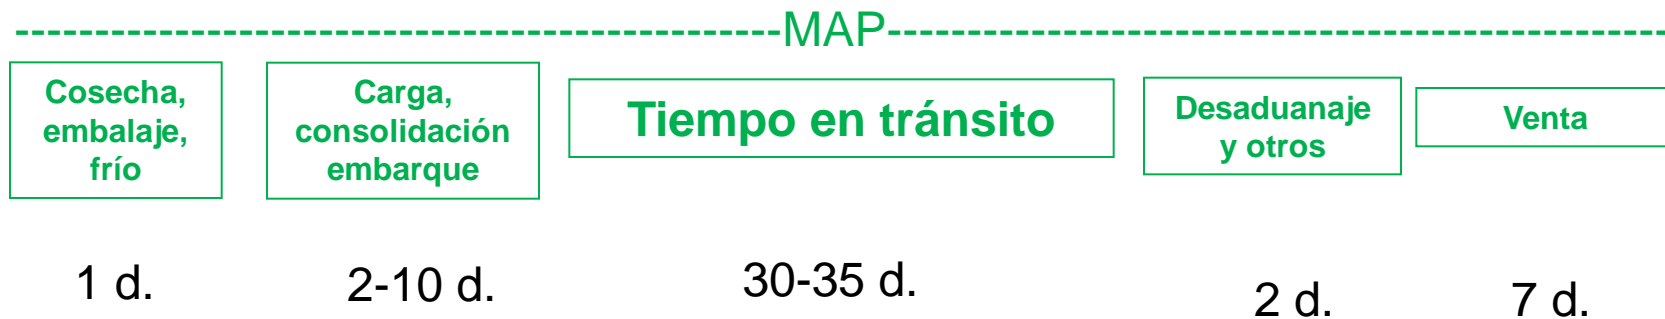 ------------------------------------------------MAP-------------------------------------------------
Cosecha,
embalaje,
frío
Carga,
consolidación
embarque
Tiempo en tránsito
Desaduanaje
y otros
Venta
1 d.
2-10 d.
30-35 d.
2 d.
7 d.